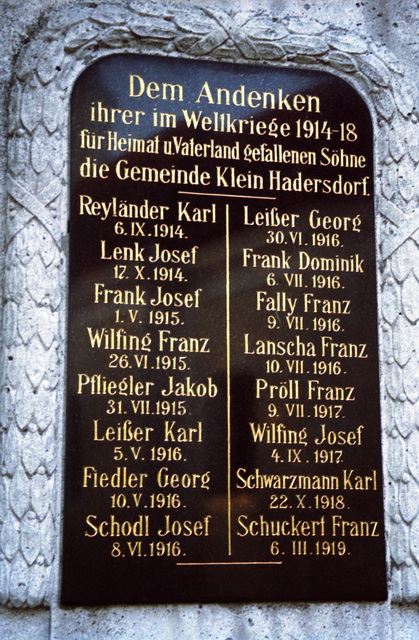 Dem Andenken
ihrer im Weltkriege 1914-18
für Heimat u. Vaterland gefallenen Söhne
die Gemeinde Klein Hadersdorf.
Reyländer Karl
6. IX. 1914.
Lenk Josef
17. X. 1914.
Frank Josef
1. V. 1915.
Wilfing Franz
26. VI. 1915.
Pfliegler Jakob
31. VII. 1915.
Leißer Karl
5. V. 1916.
Fiedler Georg
10. V. 1916.
Schodl Josef
8. VI. 1916.
Leißer Georg
30. VI. 1916.
Frank Dominik
6. VII. 1916.
Fally Franz
9. VII. 1916.
Lanscha Franz
10. VII. 1916.
Pröll Franz
9. VII. 1917.
Wilfing Josef
4. IX. 1917
Schwarzmann Karl
22. X. 1918.
Schuckert Franz
6. III. 1919.